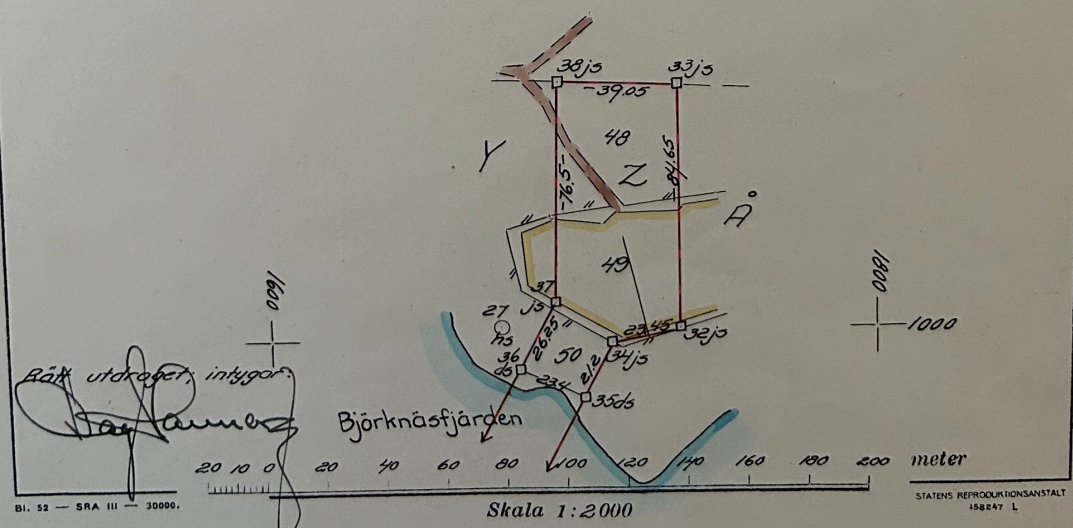 38js 33js
-39.05
48
Y Z -76.5- -84.65
Å
49
1600 1800
37
js
27
hs 26.25 23.45 32js 1000
36 50 34js
ds 21.2
23.4
35ds
Rätt utdraget, intygar:
Björknäsfjärden
20 10 0 20 40 60 80 100 120 140 160 180 200 meter
Bl. 52 — SRA III — 30000.
Skala 1:2000
STATENS REPRODUKTIONSANSTALT
158247 L